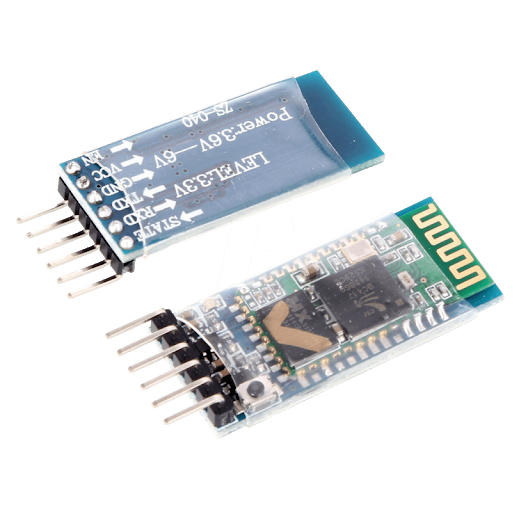 ZS-040
Power:3.6V---6V
LEVEL:3.3V
EN
VCC
GND
TXD
RXD
STATE